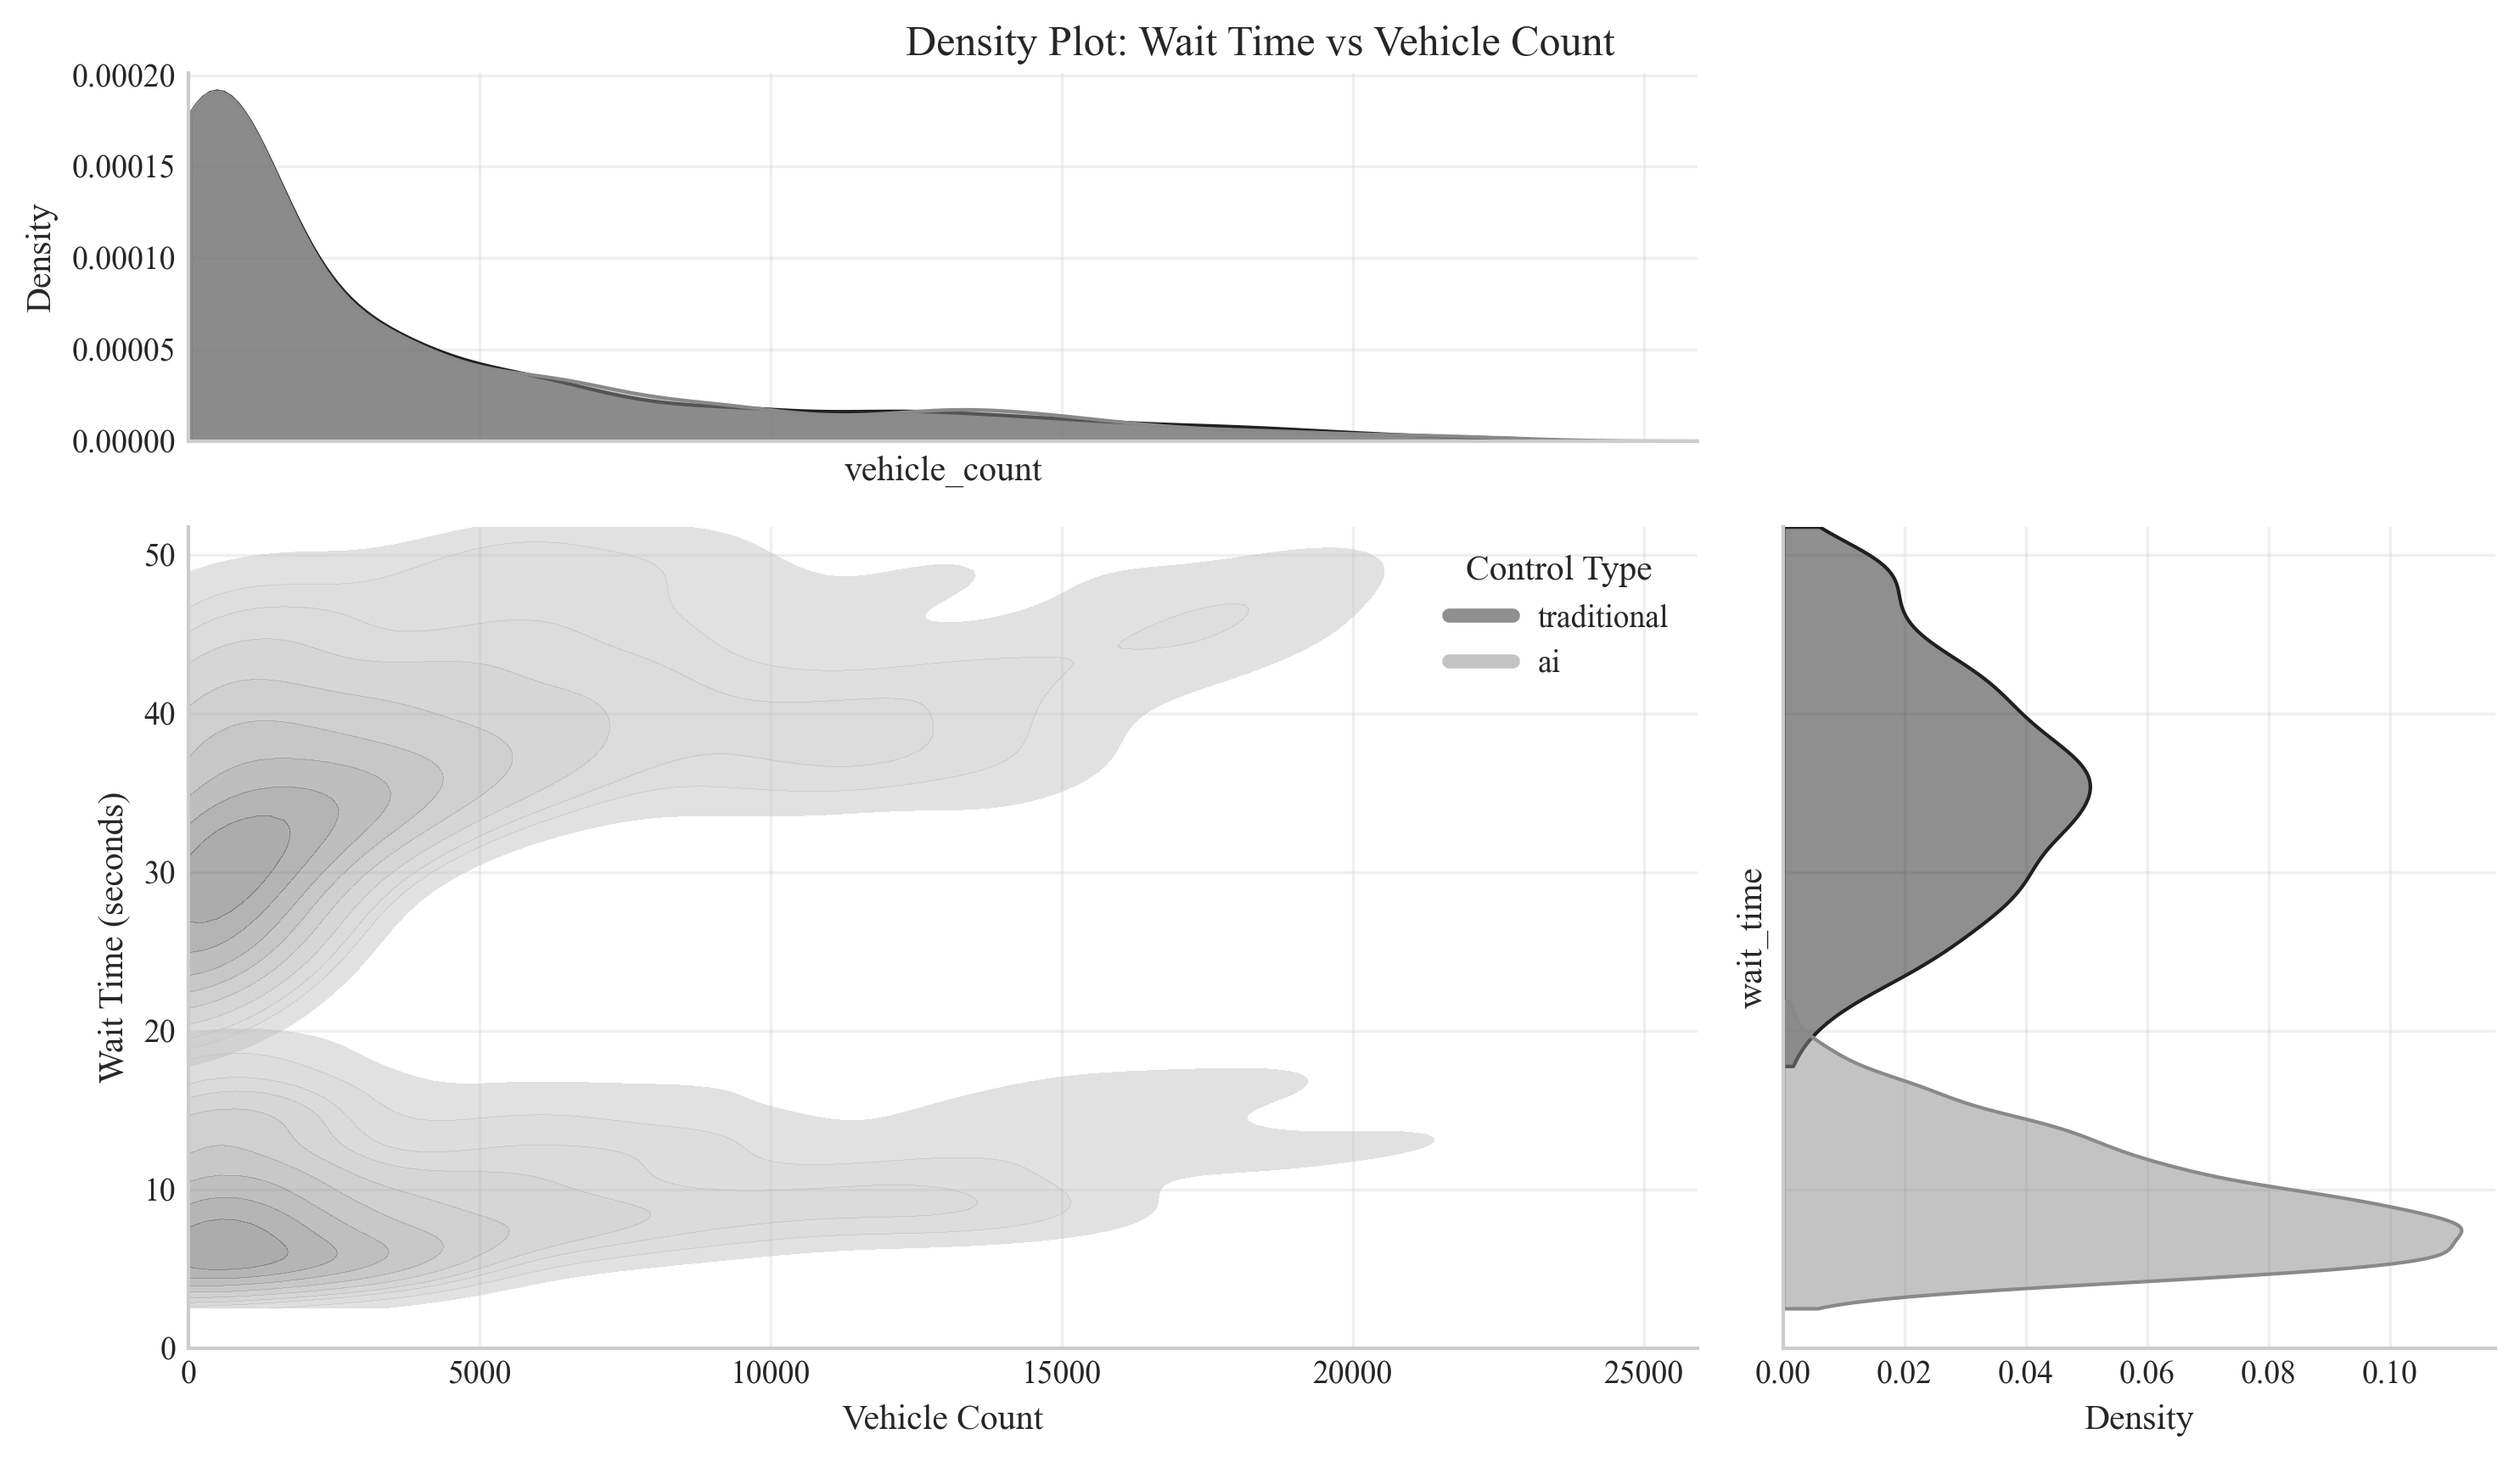 Density Plot: Wait Time vs Vehicle Count
0.00020
0.00015
0.00010
0.00005
0.00000
Density
vehicle_count
50
40
30
20
10
0
Wait Time (seconds)
Control Type
traditional
ai
0 5000 10000 15000 20000 25000
Vehicle Count
wait_time
0.00 0.02 0.04 0.06 0.08 0.10
Density